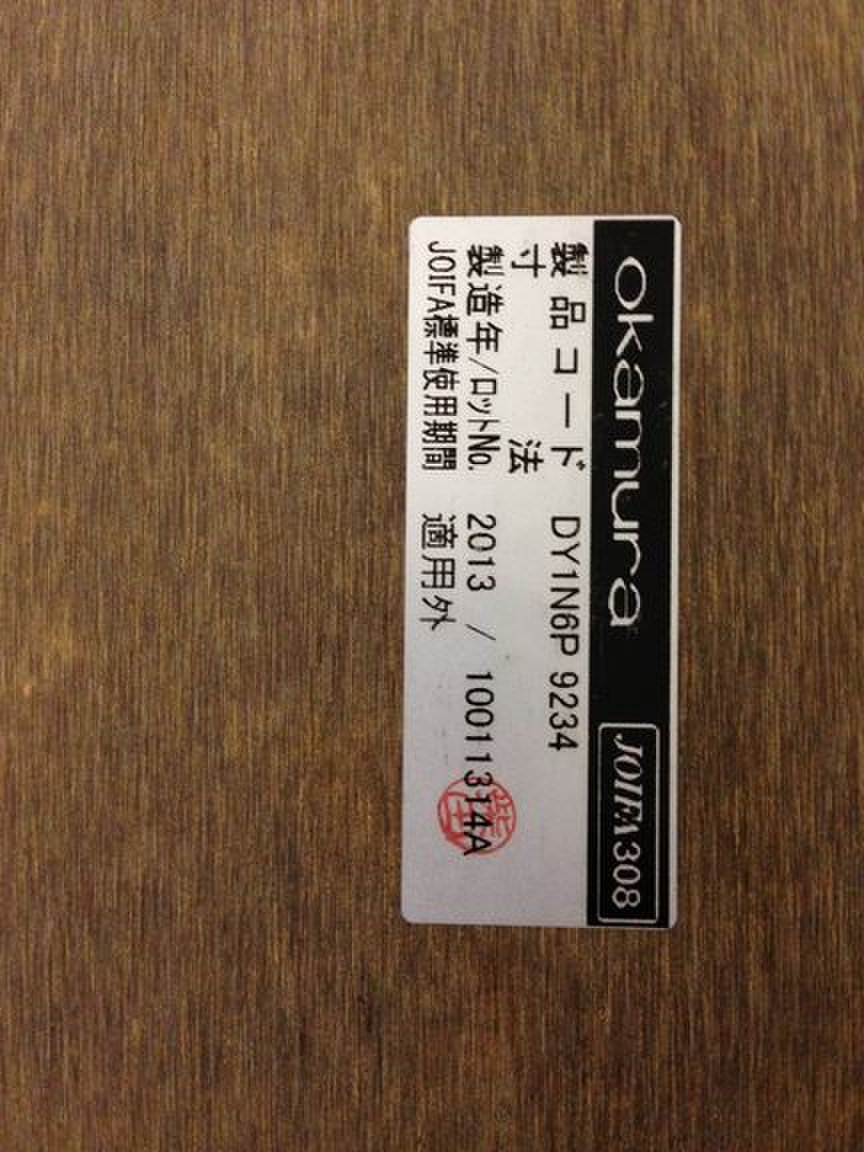 okamura JOIFA308
製品コード DY1N6P 9234
寸法
製造年/ロットNo. 2013 / 10011314A
JOIFA標準使用期間 適用外